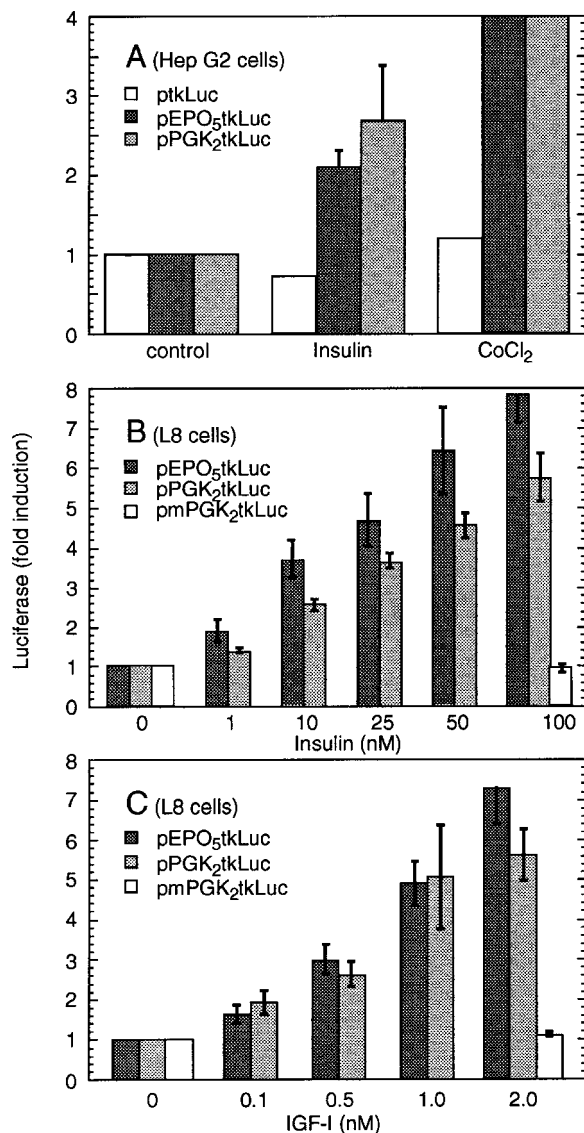 Luciferase (fold induction)
4
3
2
1
0
A (Hep G2 cells)
ptkLuc
pEPO₅tkLuc
pPGK₂tkLuc
control Insulin CoCl₂
8
7
6
5
4
3
2
1
0
B (L8 cells)
pEPO₅tkLuc
pPGK₂tkLuc
pmPGK₂tkLuc
0 1 10 25 50 100
Insulin (nM)
8
7
6
5
4
3
2
1
0
C (L8 cells)
pEPO₅tkLuc
pPGK₂tkLuc
pmPGK₂tkLuc
0 0.1 0.5 1.0 2.0
IGF-I (nM)